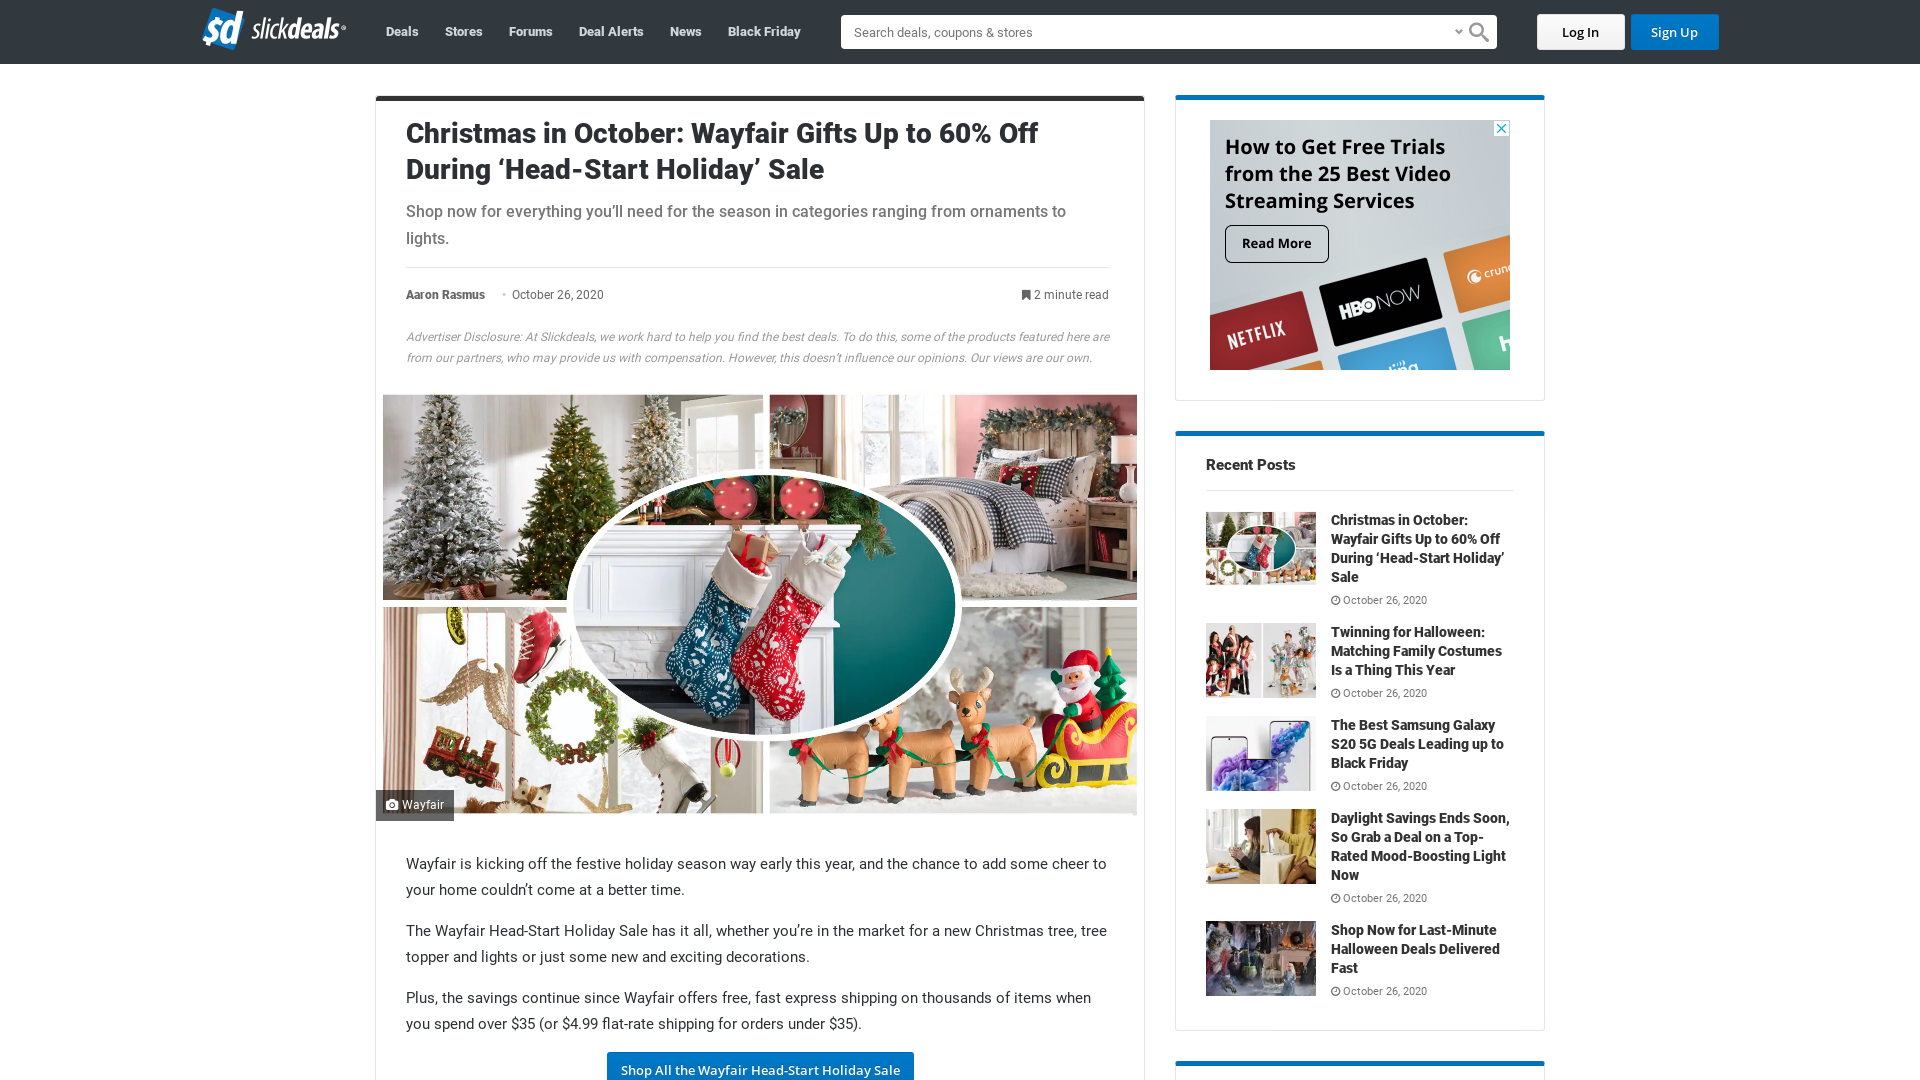 sd slickdeals
Deals
Stores
Forums
Deal Alerts
News
Black Friday
Search deals, coupons & stores
Log In
Sign Up
Christmas in October: Wayfair Gifts Up to 60% Off
During ‘Head-Start Holiday’ Sale
Shop now for everything you’ll need for the season in categories ranging from ornaments to
lights.
Aaron Rasmus
October 26, 2020
2 minute read
Advertiser Disclosure: At Slickdeals, we work hard to help you find the best deals. To do this, some of the products featured here are
from our partners, who may provide us with compensation. However, this doesn’t influence our opinions. Our views are our own.
Wayfair
Wayfair is kicking off the festive holiday season way early this year, and the chance to add some cheer to
your home couldn’t come at a better time.
The Wayfair Head-Start Holiday Sale has it all, whether you’re in the market for a new Christmas tree, tree
topper and lights or just some new and exciting decorations.
Plus, the savings continue since Wayfair offers free, fast express shipping on thousands of items when
you spend over $35 (or $4.99 flat-rate shipping for orders under $35).
Shop All the Wayfair Head-Start Holiday Sale
How to Get Free Trials
from the 25 Best Video
Streaming Services
Read More
NETFLIX
HBO NOW
Recent Posts
Christmas in October:
Wayfair Gifts Up to 60% Off
During ‘Head-Start Holiday’
Sale
October 26, 2020
Twinning for Halloween:
Matching Family Costumes
Is a Thing This Year
October 26, 2020
The Best Samsung Galaxy
S20 5G Deals Leading up to
Black Friday
October 26, 2020
Daylight Savings Ends Soon,
So Grab a Deal on a Top-
Rated Mood-Boosting Light
Now
October 26, 2020
Shop Now for Last-Minute
Halloween Deals Delivered
Fast
October 26, 2020